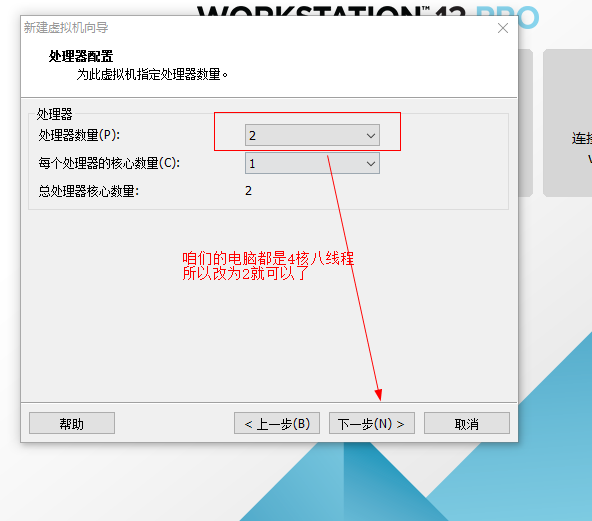 WORKSTATION™ 12 PRO
新建虚拟机向导
处理器配置
为此虚拟机指定处理器数量。
处理器
处理器数量(P):
2
每个处理器的核心数量(C):
1
总处理器核心数量:
2
咱们的电脑都是4核八线程
所以改为2就可以了
帮助
< 上一步(B)
下一步(N) >
取消
连接